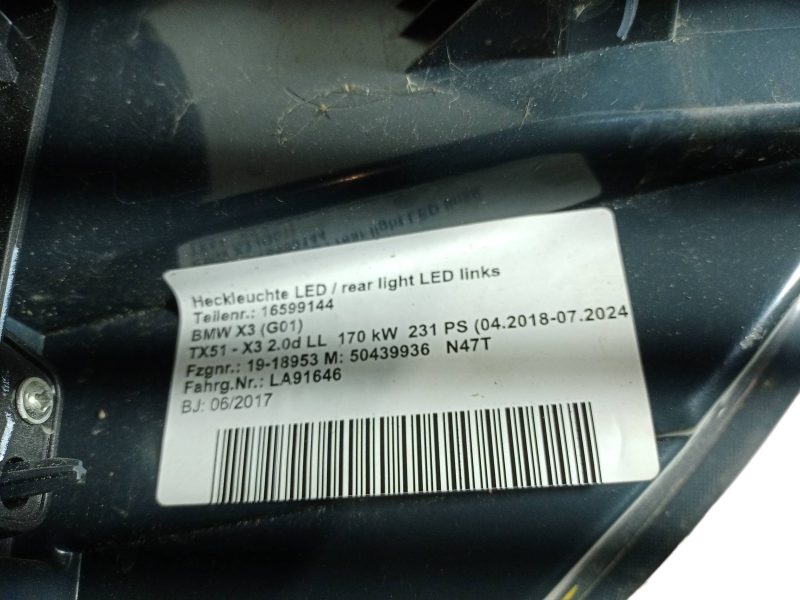 Heckleuchte LED / rear light LED links
Teilenr.: 16599144
BMW X3 (G01)
TX51 - X3 2.0d LL 170 kW 231 PS (04.2018-07.2024
Fzgnr.: 19-18953 M: 50439936 N47T
Fahrg.Nr.: LA91646
BJ: 06/2017